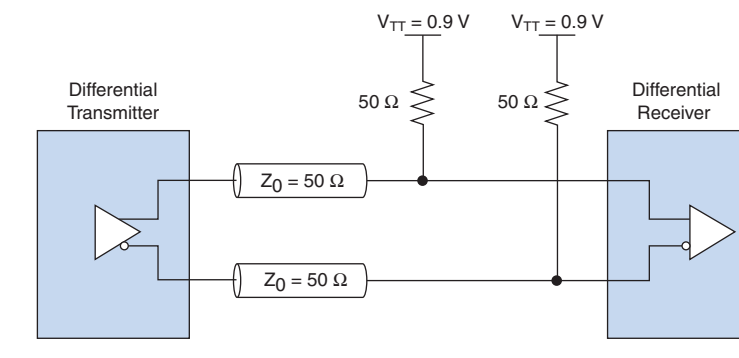 V_TT = 0.9 V
V_TT = 0.9 V
Differential
Transmitter
50 Ω
50 Ω
Differential
Receiver
Z_0 = 50 Ω
Z_0 = 50 Ω